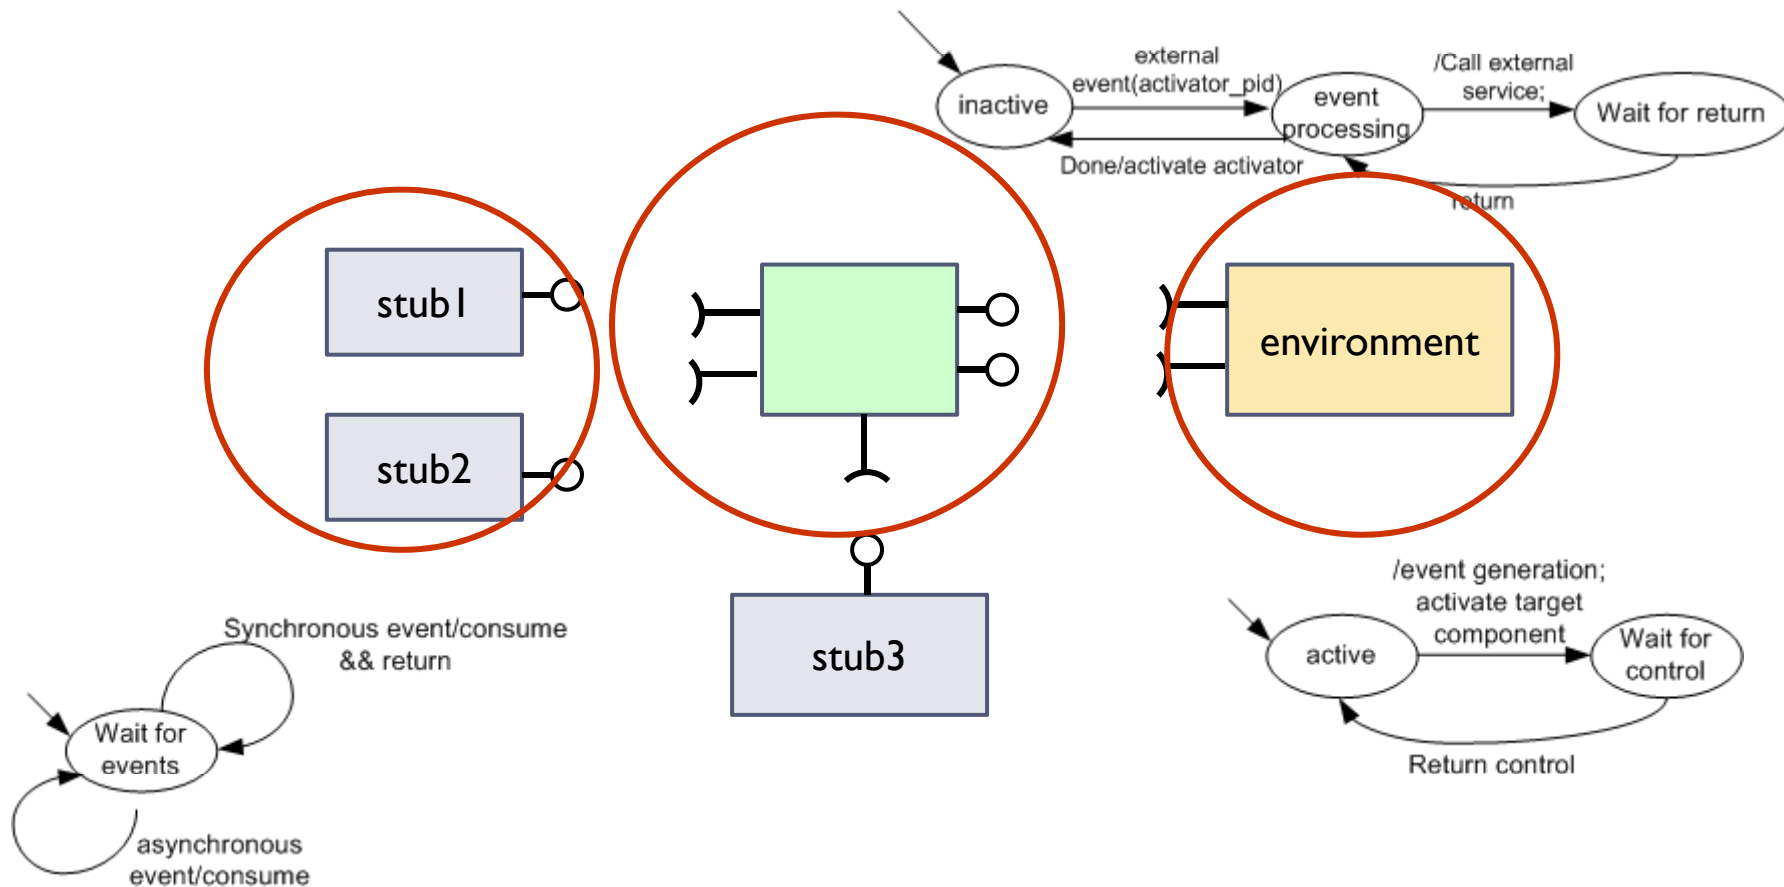 external
event(activator_pid)
/Call external
service;
inactive
event
processing
Wait for return
Done/activate activator
return
stub1
environment
stub2
stub3
/event generation;
activate target
component
active
Wait for
control
Return control
Synchronous event/consume
&& return
Wait for
events
asynchronous
event/consume